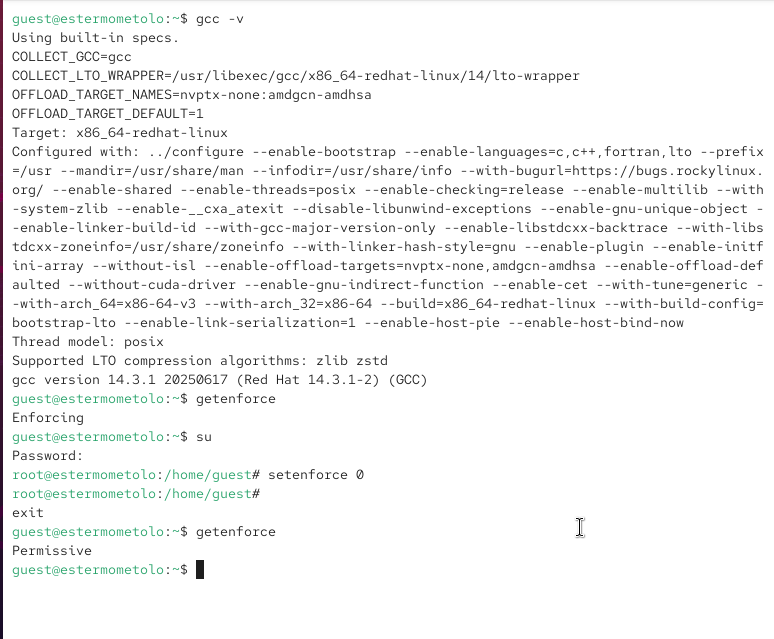 guest@estermometolo:~$ gcc -v
Using built-in specs.
COLLECT_GCC=gcc
COLLECT_LTO_WRAPPER=/usr/libexec/gcc/x86_64-redhat-linux/14/lto-wrapper
OFFLOAD_TARGET_NAMES=nvptx-none:amdgcn-amdhsa
OFFLOAD_TARGET_DEFAULT=1
Target: x86_64-redhat-linux
Configured with: ../configure --enable-bootstrap --enable-languages=c,c++,fortran,lto --prefix
=/usr --mandir=/usr/share/man --infodir=/usr/share/info --with-bugurl=https://bugs.rockylinux.
org/ --enable-shared --enable-threads=posix --enable-checking=release --enable-multilib --with
-system-zlib --enable-__cxa_atexit --disable-libunwind-exceptions --enable-gnu-unique-object -
-enable-linker-build-id --with-gcc-major-version-only --enable-libstdcxx-backtrace --with-libs
tdcxx-zoneinfo=/usr/share/zoneinfo --with-linker-hash-style=gnu --enable-plugin --enable-initf
ini-array --without-isl --enable-offload-targets=nvptx-none,amdgcn-amdhsa --enable-offload-def
aulted --without-cuda-driver --enable-gnu-indirect-function --enable-cet --with-tune=generic -
-with-arch_64=x86-64-v3 --with-arch_32=x86-64 --build=x86_64-redhat-linux --with-build-config=
bootstrap-lto --enable-link-serialization=1 --enable-host-pie --enable-host-bind-now
Thread model: posix
Supported LTO compression algorithms: zlib zstd
gcc version 14.3.1 20250617 (Red Hat 14.3.1-2) (GCC)
guest@estermometolo:~$ getenforce
Enforcing
guest@estermometolo:~$ su
Password:
root@estermometolo:/home/guest# setenforce 0
root@estermometolo:/home/guest#
exit
guest@estermometolo:~$ getenforce
Permissive
guest@estermometolo:~$